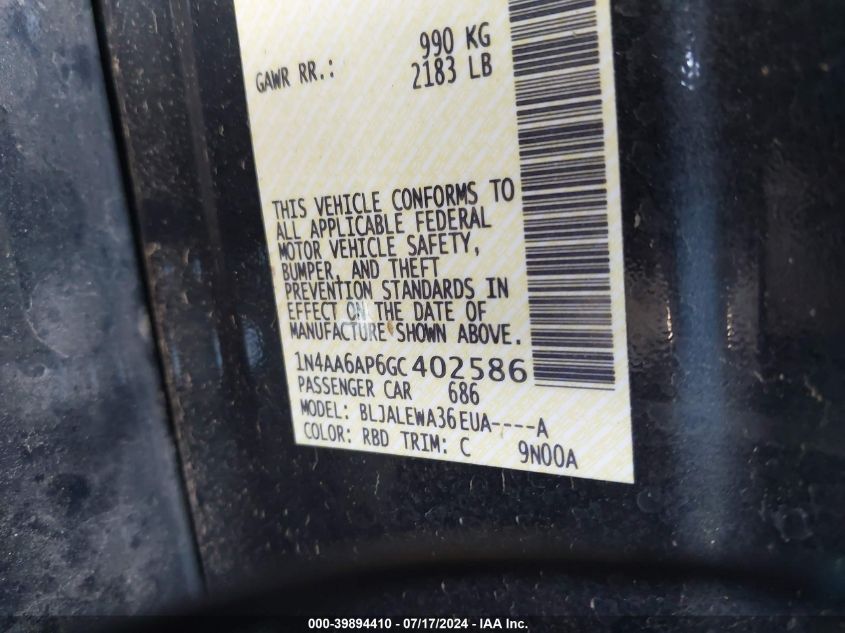 990 KG
GAWR RR.: 2183 LB
THIS VEHICLE CONFORMS TO
ALL APPLICABLE FEDERAL
MOTOR VEHICLE SAFETY,
BUMPER, AND THEFT
PREVENTION STANDARDS IN
EFFECT ON THE DATE OF
MANUFACTURE SHOWN ABOVE.
1N4AA6AP6GC402586
PASSENGER CAR 686
MODEL: BLJALEWA36EUA----A
COLOR: RBD TRIM: C 9N00A
000-39894410 / 07/17/2024 - IAA Inc.